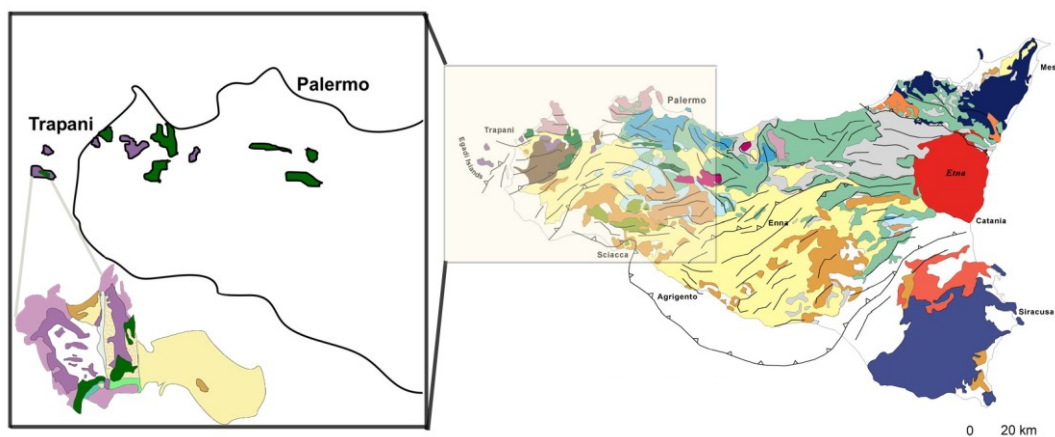 Palermo
Trapani
Mes
Palermo
Trapani
Egadi Islands
Etna
Enna
Catania
Sciacca
Agrigento
Siracusa
0 20 km